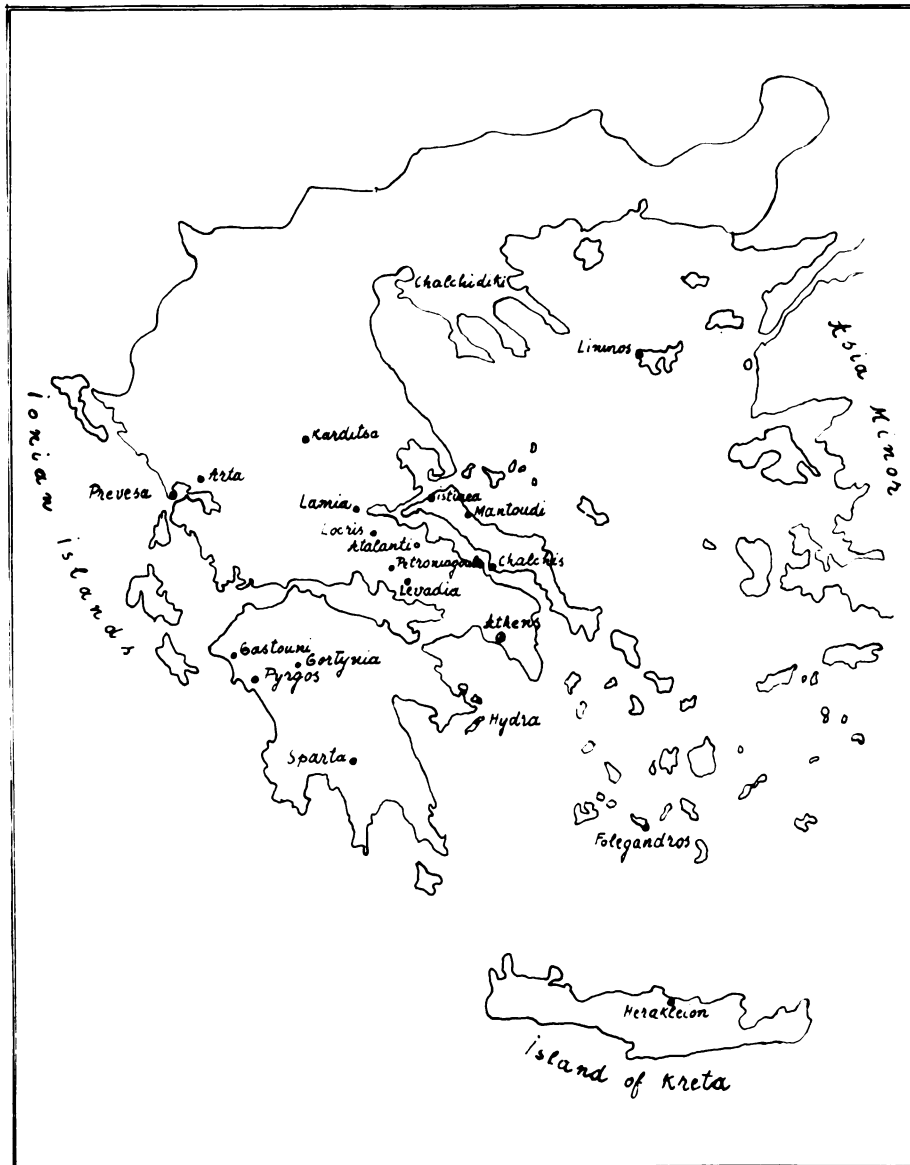 Chalchidiki
Limnos
Asia Minor
ionian islands
Karditsa
Arta
Prevesa
istiaea
Lamia
Mantoudi
Locris
Atalanti
Petromagoula
Chalchis
Levadia
Athens
Gastouni
Gortynia
Pyrgos
Hydra
Sparta
Folegandros
Herakleion
island of Kreta